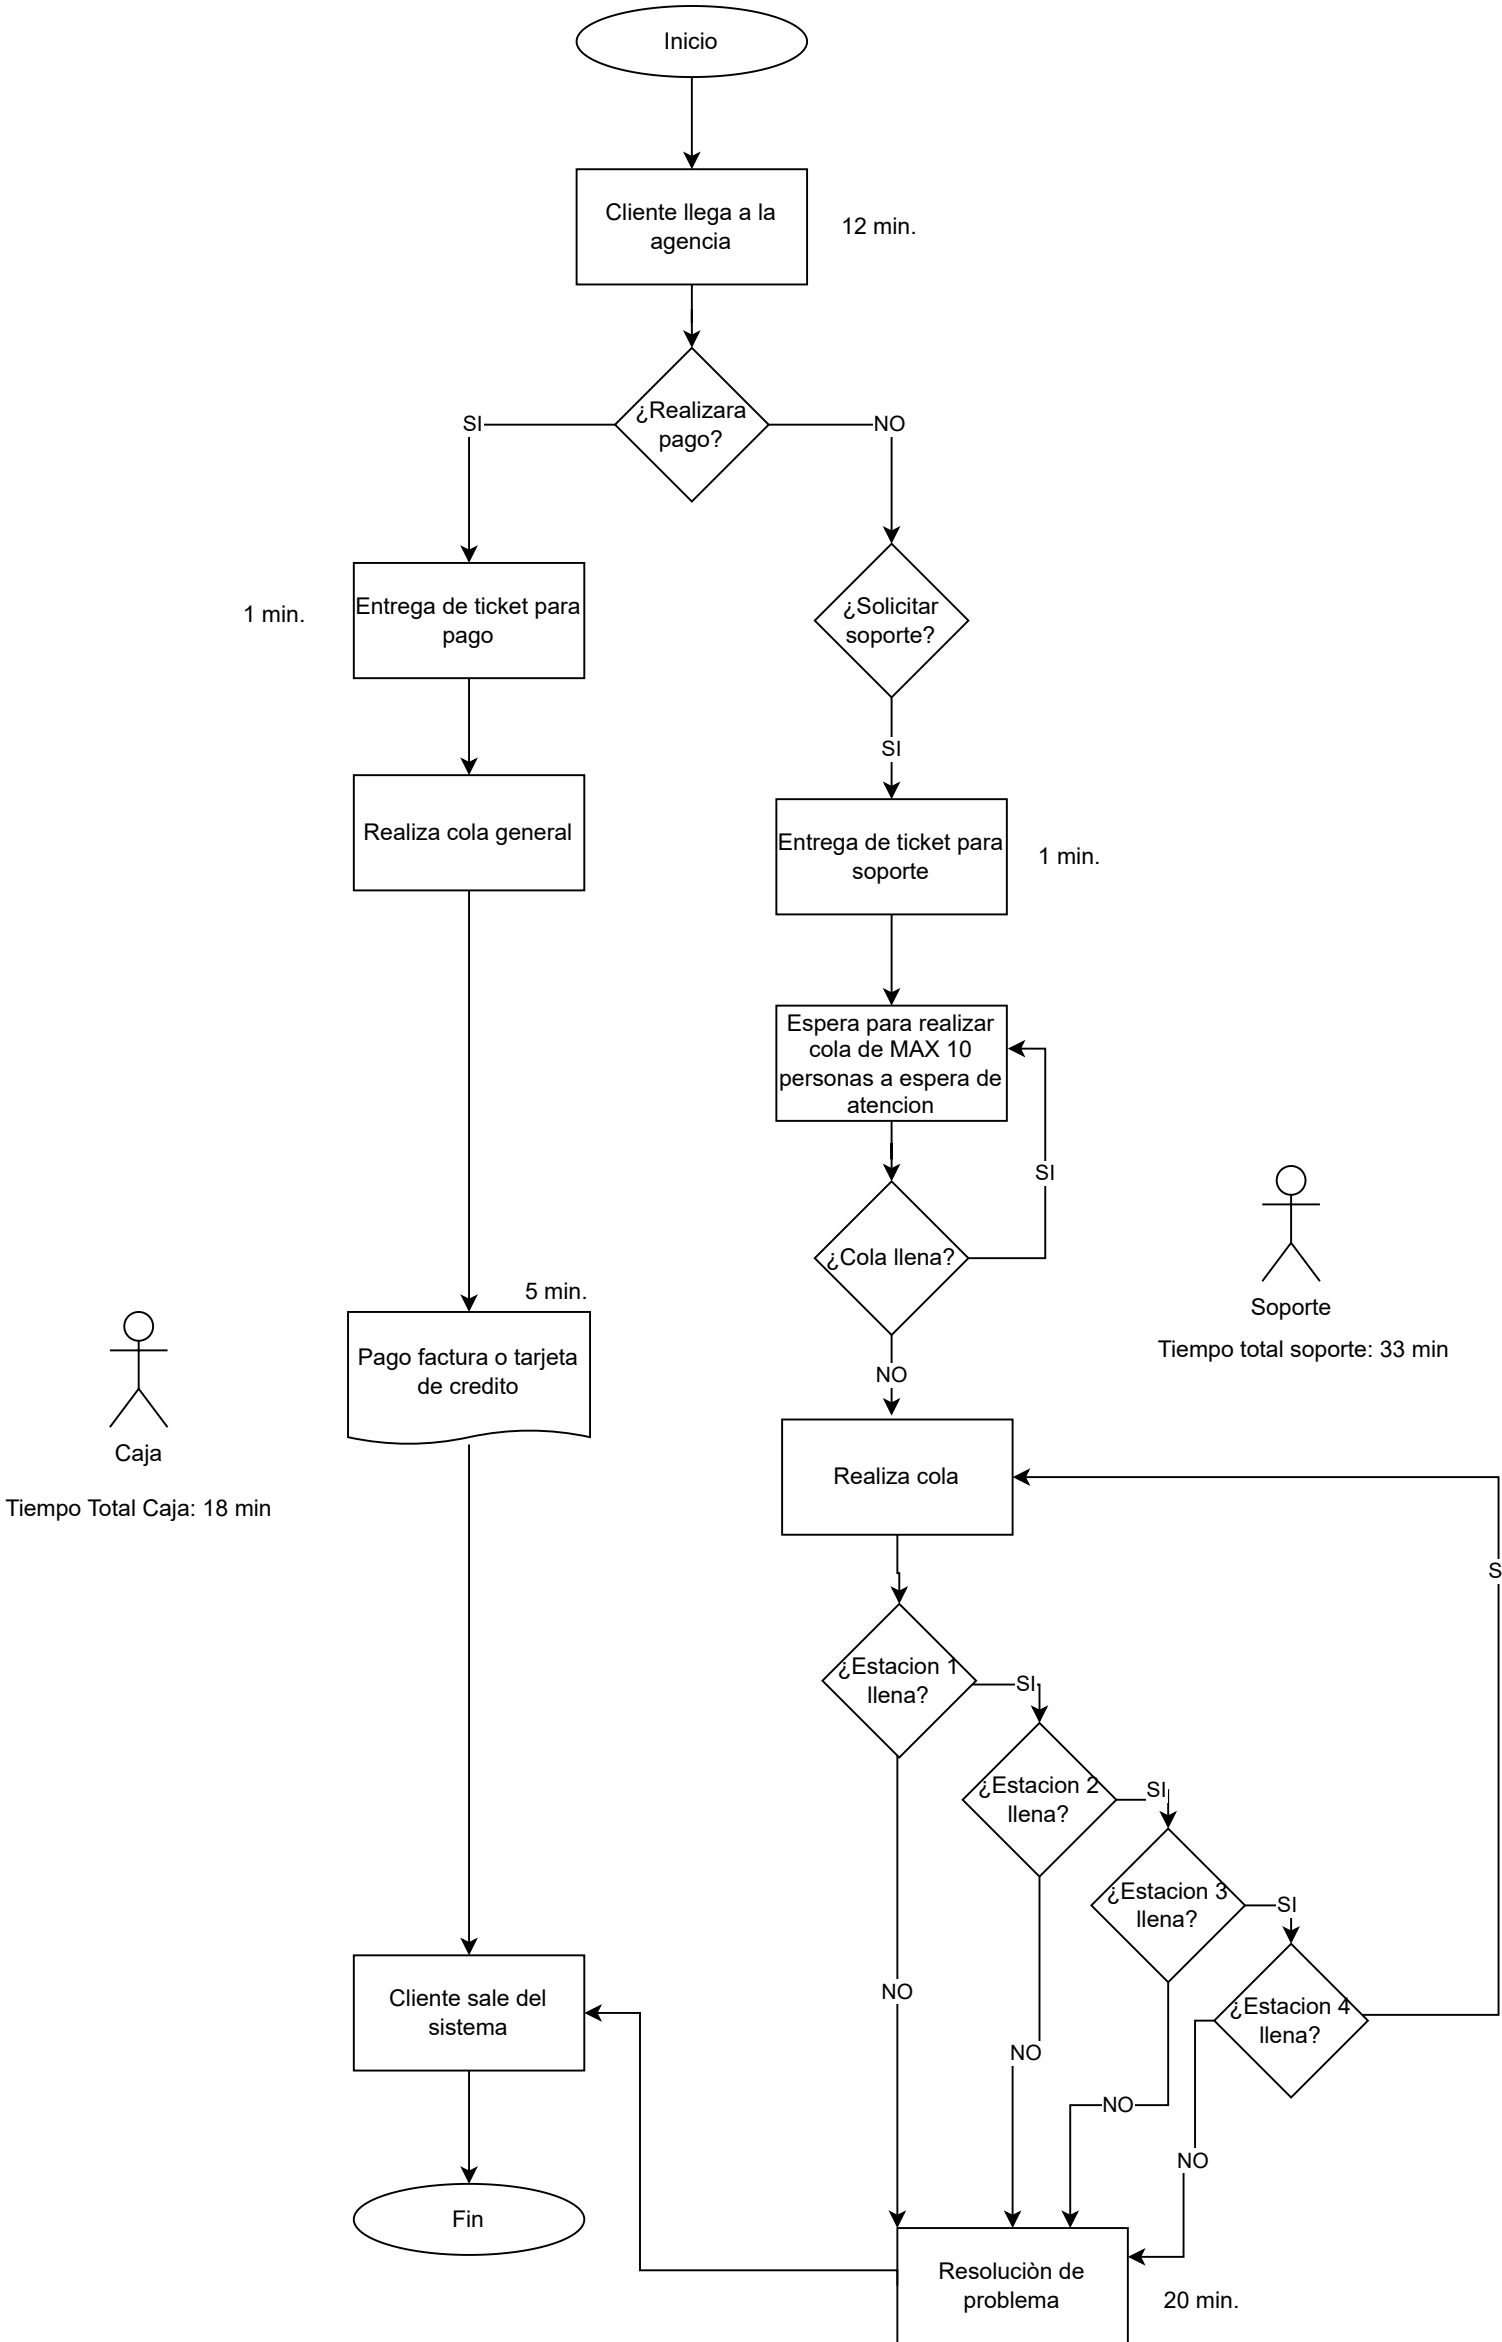 Inicio
Cliente llega a la
agencia
12 min.
¿Realizara
pago?
SI
NO
Entrega de ticket para
pago
1 min.
¿Solicitar
soporte?
SI
Realiza cola general
Entrega de ticket para
soporte
1 min.
Espera para realizar
cola de MAX 10
personas a espera de
atencion
SI
¿Cola llena?
Soporte
Tiempo total soporte: 33 min
5 min.
Pago factura o tarjeta
de credito
NO
Caja
Tiempo Total Caja: 18 min
Realiza cola
S
¿Estacion 1
llena?
SI
¿Estacion 2
llena?
SI
¿Estacion 3
llena?
SI
¿Estacion 4
llena?
NO
NO
NO
NO
Cliente sale del
sistema
Fin
Resoluciòn de
problema
20 min.